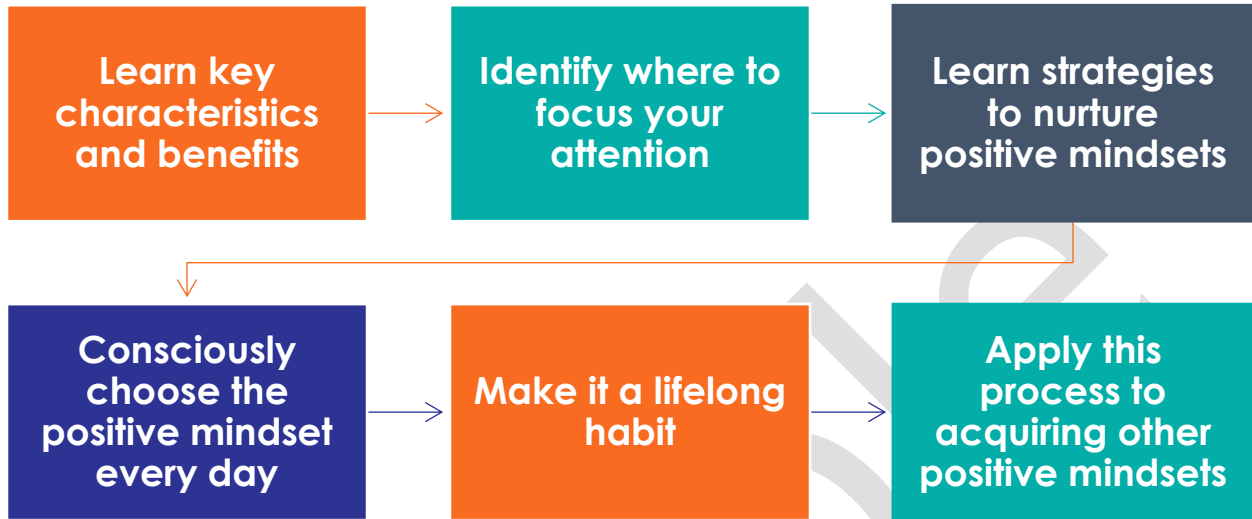 Learn key
characteristics
and benefits
Identify where to
focus your
attention
Learn strategies
to nurture
positive mindsets
Consciously
choose the
positive mindset
every day
Make it a lifelong
habit
Apply this
process to
acquiring other
positive mindsets